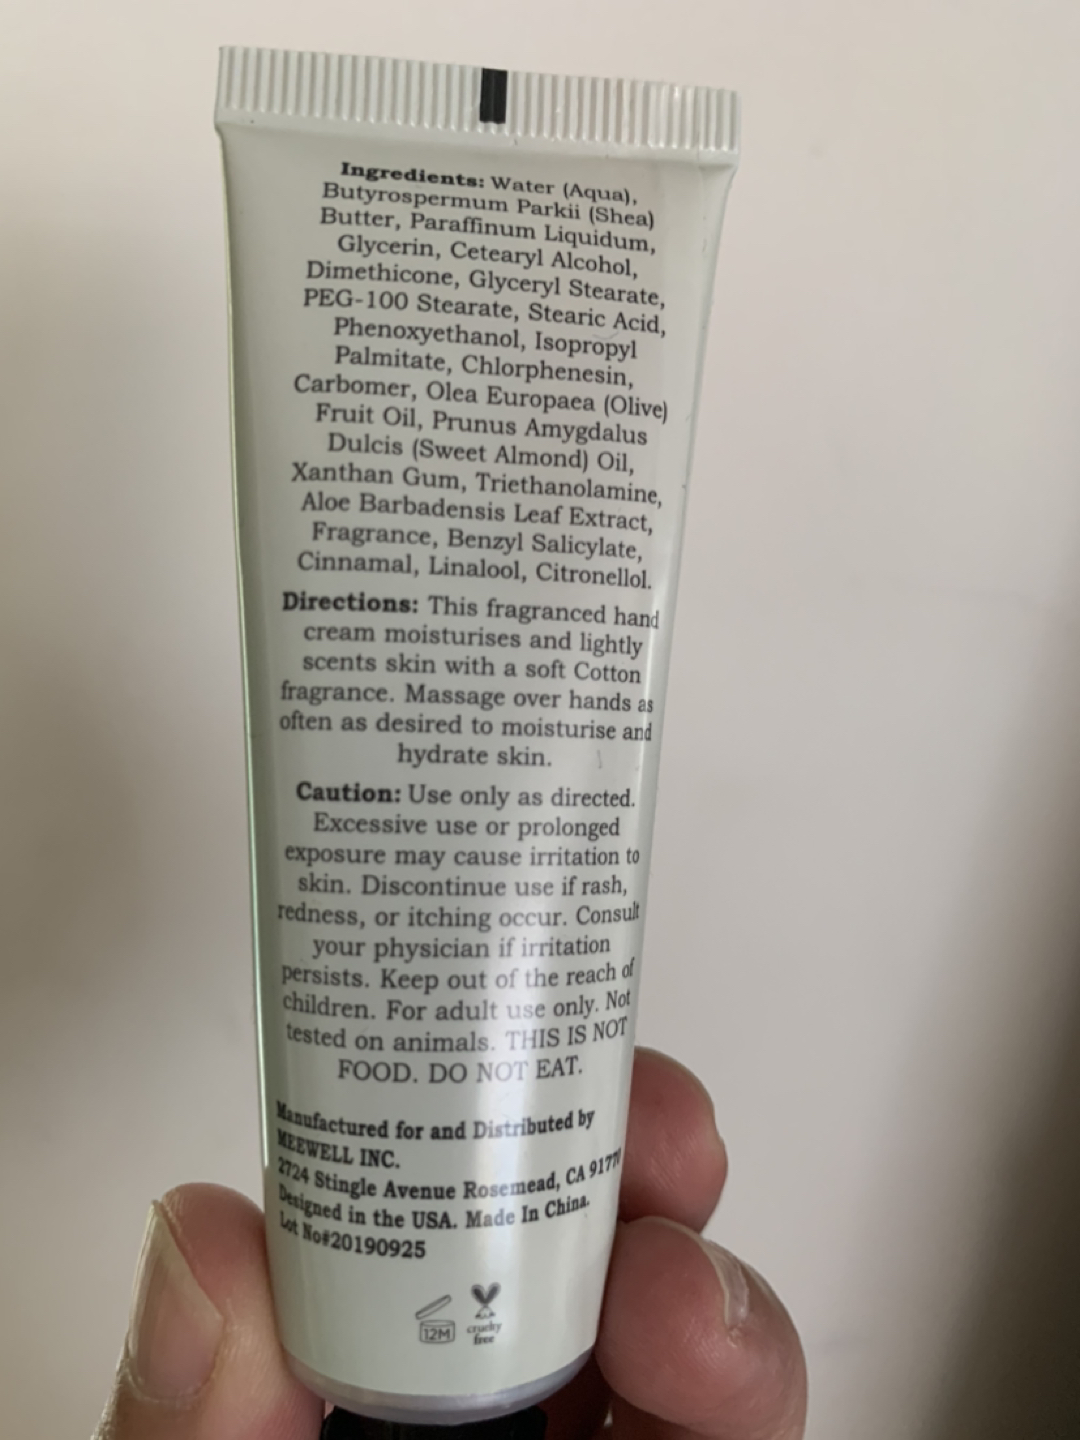 Ingredients: Water (Aqua),
Butyrospermum Parkii (Shea)
Butter, Paraffinum Liquidum,
Glycerin, Cetearyl Alcohol,
Dimethicone, Glyceryl Stearate,
PEG-100 Stearate, Stearic Acid,
Phenoxyethanol, Isopropyl
Palmitate, Chlorphenesin,
Carbomer, Olea Europaea (Olive)
Fruit Oil, Prunus Amygdalus
Dulcis (Sweet Almond) Oil,
Xanthan Gum, Triethanolamine,
Aloe Barbadensis Leaf Extract,
Fragrance, Benzyl Salicylate,
Cinnamal, Linalool, Citronellol.
Directions: This fragranced hand
cream moisturises and lightly
scents skin with a soft Cotton
fragrance. Massage over hands as
often as desired to moisturise and
hydrate skin.
Caution: Use only as directed.
Excessive use or prolonged
exposure may cause irritation to
skin. Discontinue use if rash,
redness, or itching occur. Consult
your physician if irritation
persists. Keep out of the reach of
children. For adult use only. Not
tested on animals. THIS IS NOT
FOOD. DO NOT EAT.
Manufactured for and Distributed by
MEEWELL INC.
2724 Stingle Avenue Rosemead, CA 91770
Designed in the USA. Made In China.
Lot No#20190925
12M
cruelty
free